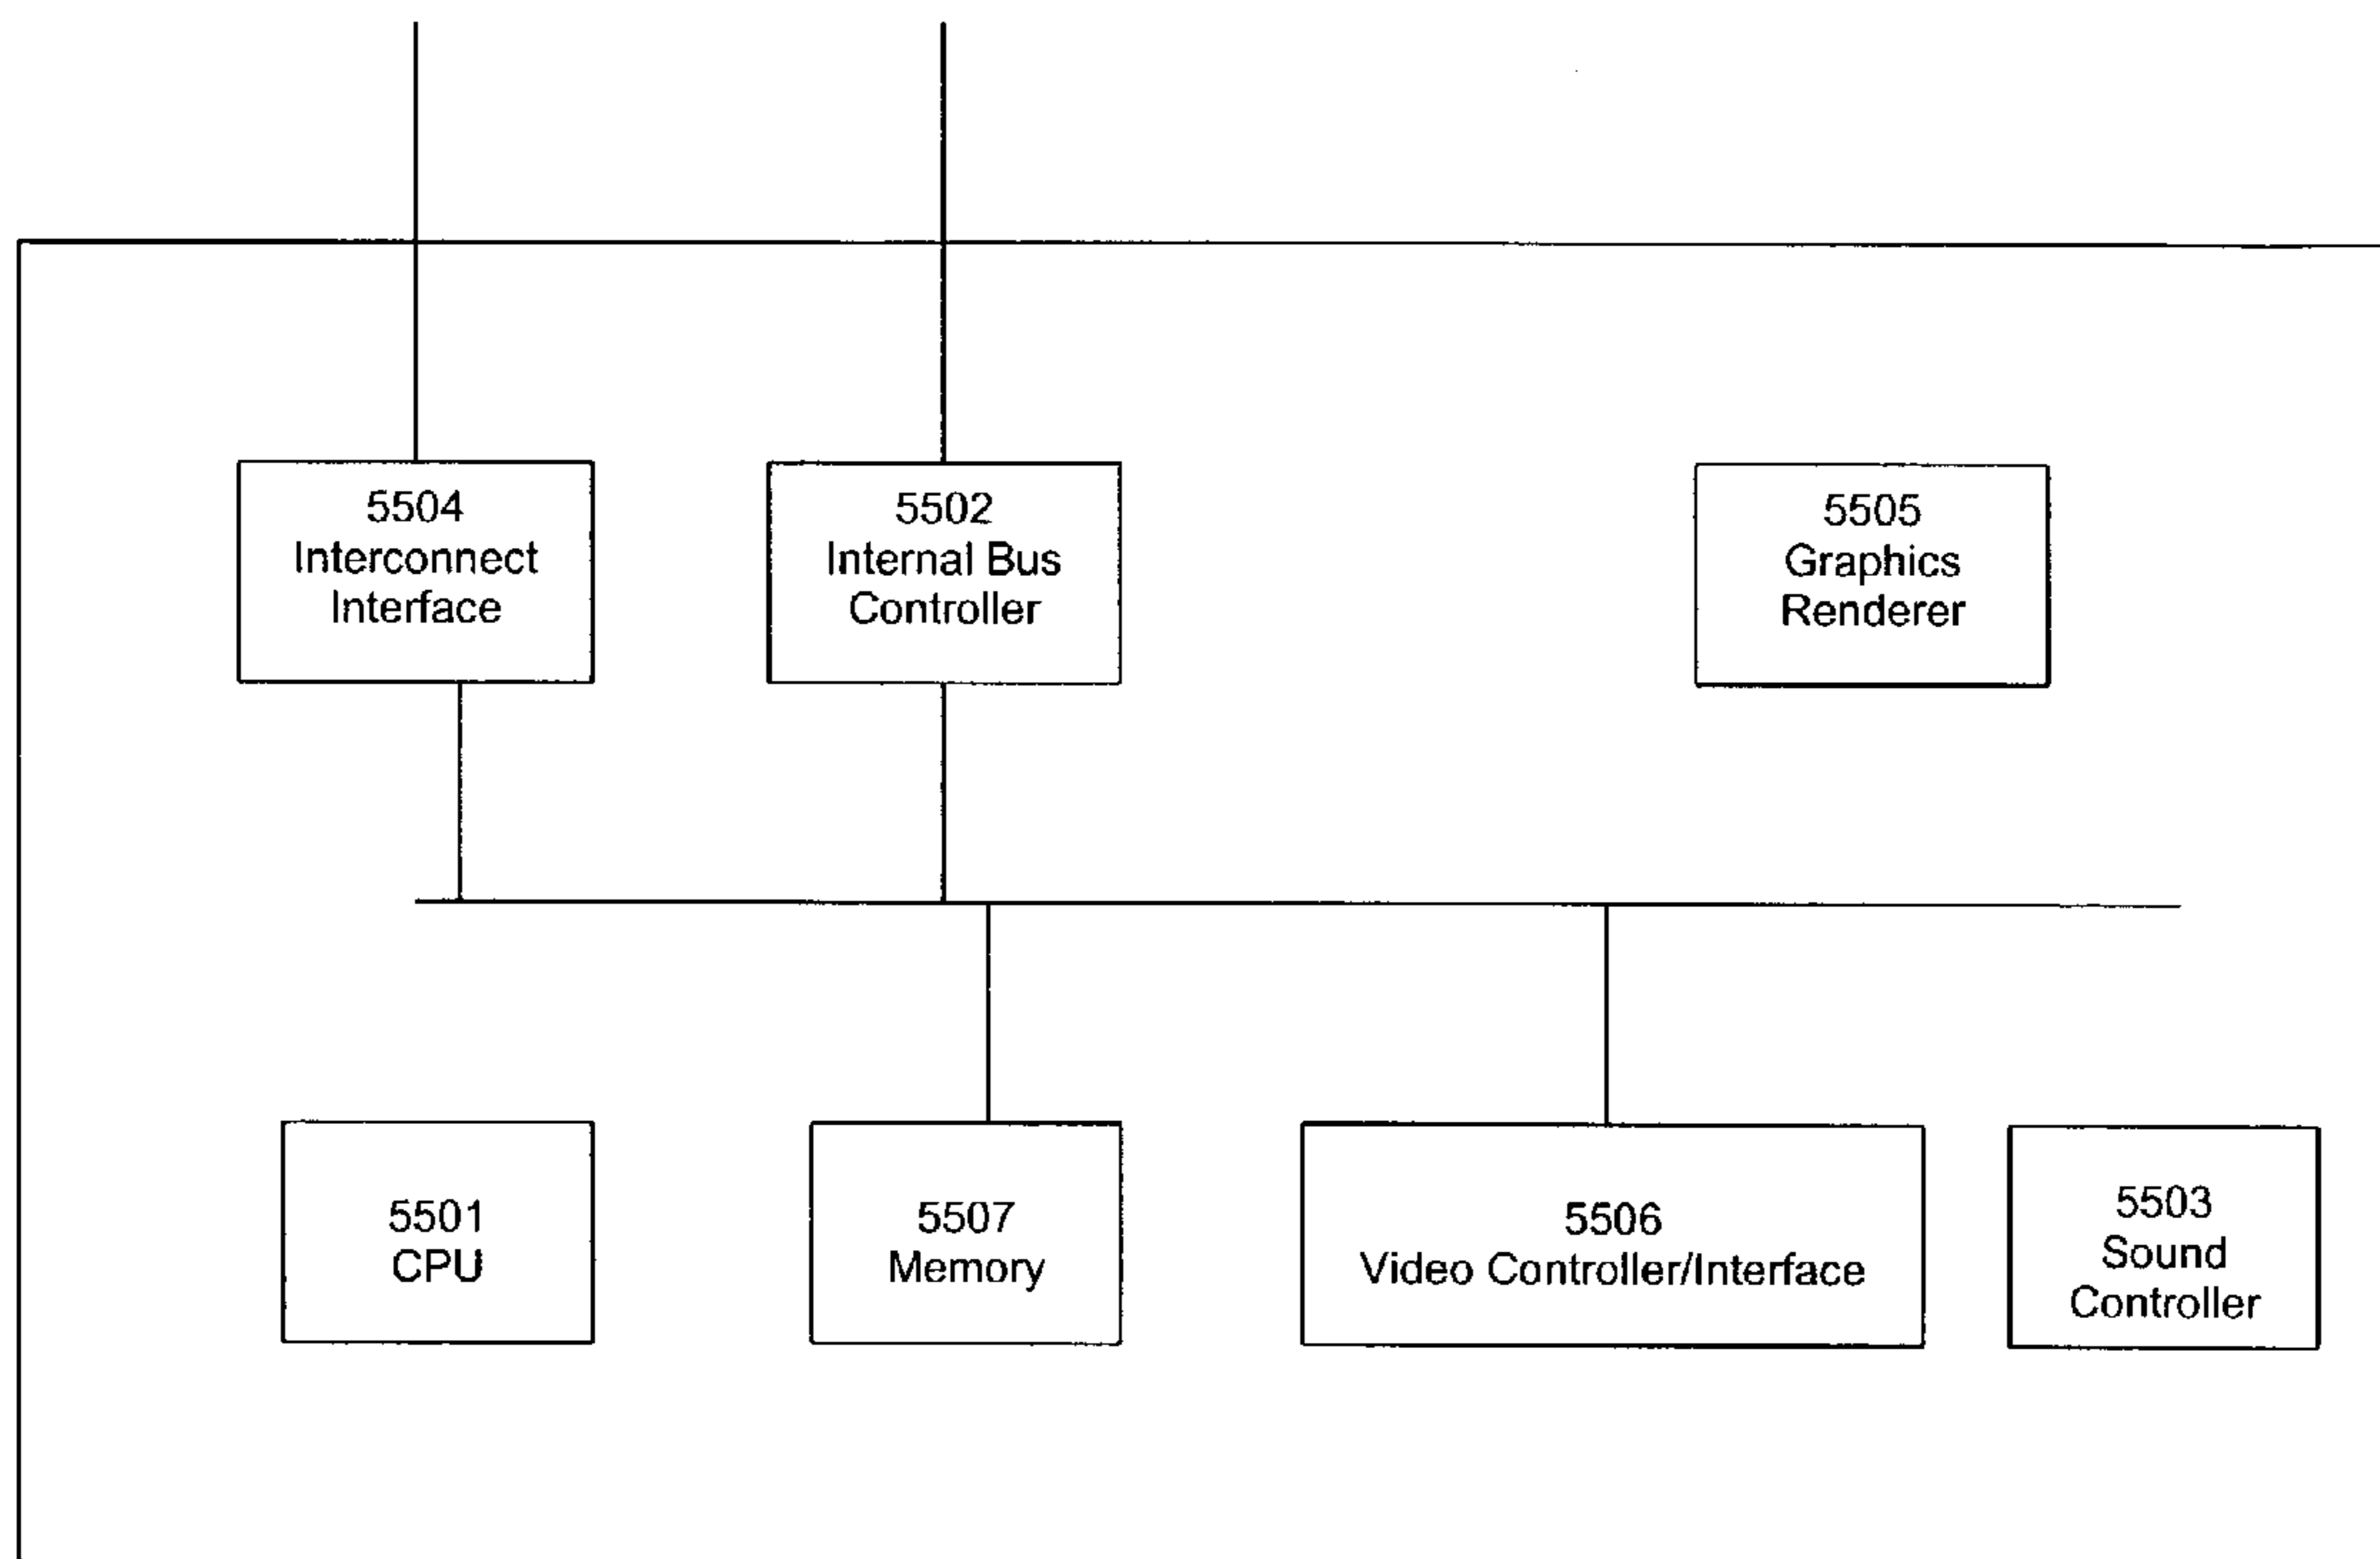 5504
Interconnect
Interface
5502
Internal Bus
Controller
5505
Graphics
Renderer
5501
CPU
5507
Memory
5506
Video Controller/Interface
5503
Sound
Controller